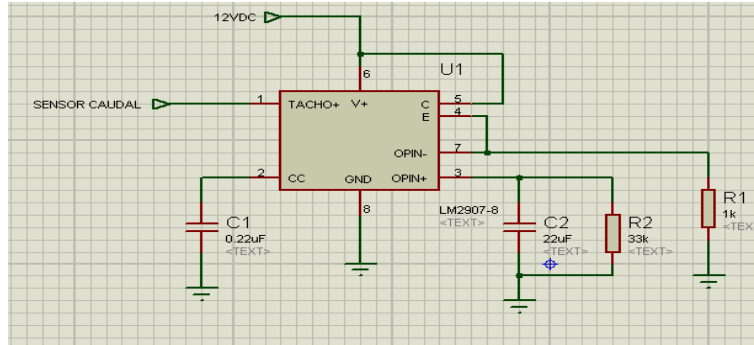 12VDC
U1
6
SENSOR CAUDAL
1
TACHO+
V+
C
5
E
4
OPIN-
7
2
CC
GND
OPIN+
3
8
LM2907-8
<TEXT>
C1
0.22uF
<TEXT>
C2
22uF
<TEXT>
R2
33k
<TEXT>
R1
1k
<TEX